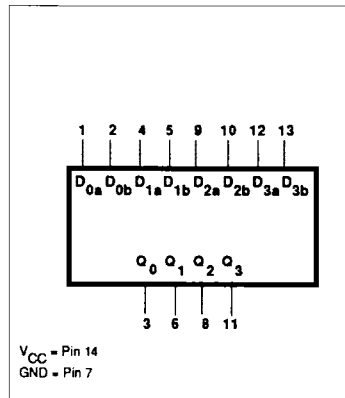 1 2 4 5 9 10 12 13
D0a D0b D1a D1b D2a D2b D3a D3b
Q0 Q1 Q2 Q3
3 6 8 11
VCC = Pin 14
GND = Pin 7